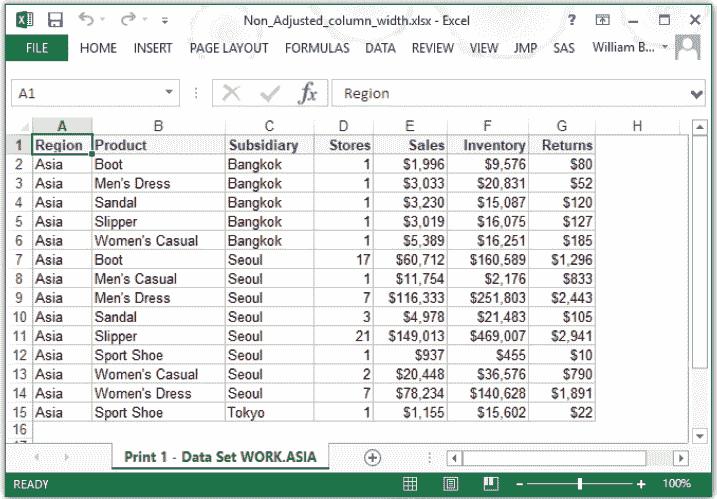 Non_Adjusted_column_width.xlsx - Excel ?
FILE HOME INSERT PAGE LAYOUT FORMULAS DATA REVIEW VIEW JMP SAS William B...
A1 fx Region
A B C D E F G H
1 Region Product Subsidiary Stores Sales Inventory Returns
2 Asia Boot Bangkok 1 $1,996 $9,576 $80
3 Asia Men's Dress Bangkok 1 $3,033 $20,831 $52
4 Asia Sandal Bangkok 1 $3,230 $15,087 $120
5 Asia Slipper Bangkok 1 $3,019 $16,075 $127
6 Asia Women's Casual Bangkok 1 $5,389 $16,251 $185
7 Asia Boot Seoul 17 $60,712 $160,589 $1,296
8 Asia Men's Casual Seoul 1 $11,754 $2,176 $833
9 Asia Men's Dress Seoul 7 $116,333 $251,803 $2,443
10 Asia Sandal Seoul 3 $4,978 $21,483 $105
11 Asia Slipper Seoul 21 $149,013 $469,007 $2,941
12 Asia Sport Shoe Seoul 1 $937 $455 $10
13 Asia Women's Casual Seoul 2 $20,448 $36,576 $790
14 Asia Women's Dress Seoul 7 $78,234 $140,628 $1,891
15 Asia Sport Shoe Tokyo 1 $1,155 $15,602 $22
16
Print 1 - Data Set WORK.ASIA
READY 100%